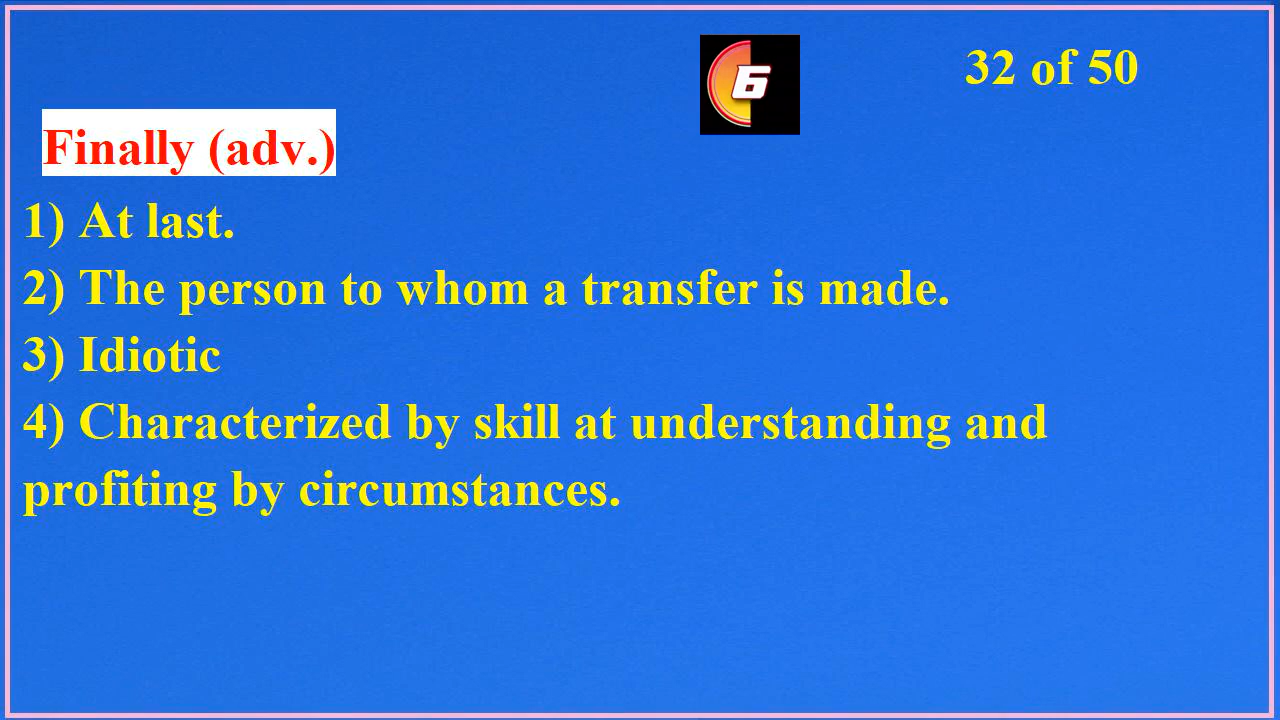 6
32 of 50
Finally (adv.)
1) At last.
2) The person to whom a transfer is made.
3) Idiotic
4) Characterized by skill at understanding and
profiting by circumstances.